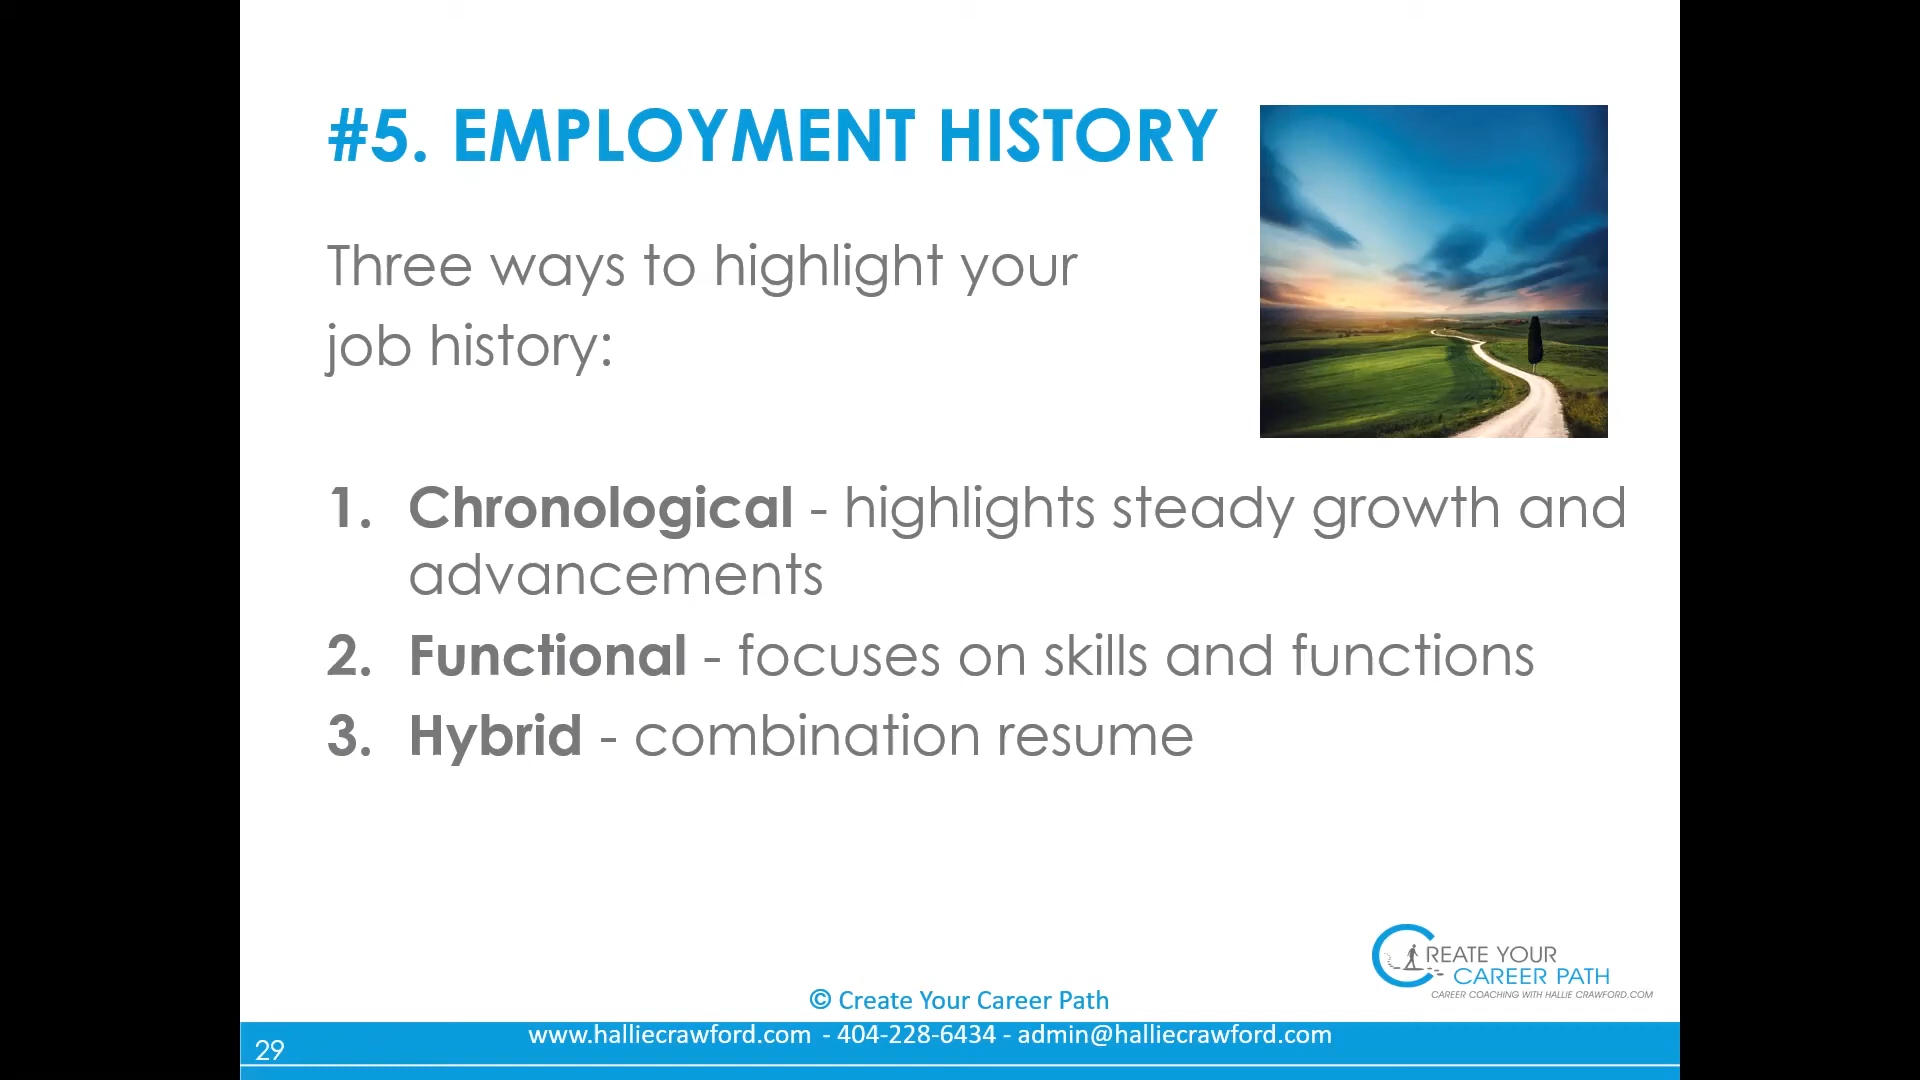 #5. EMPLOYMENT HISTORY
Three ways to highlight your
job history:
1. Chronological - highlights steady growth and
advancements
2. Functional - focuses on skills and functions
3. Hybrid - combination resume
CREATE YOUR
CAREER PATH
CAREER COACHING WITH HALLIE CRAWFORD.COM
© Create Your Career Path
www.halliecrawford.com - 404-228-6434 - admin@halliecrawford.com
29